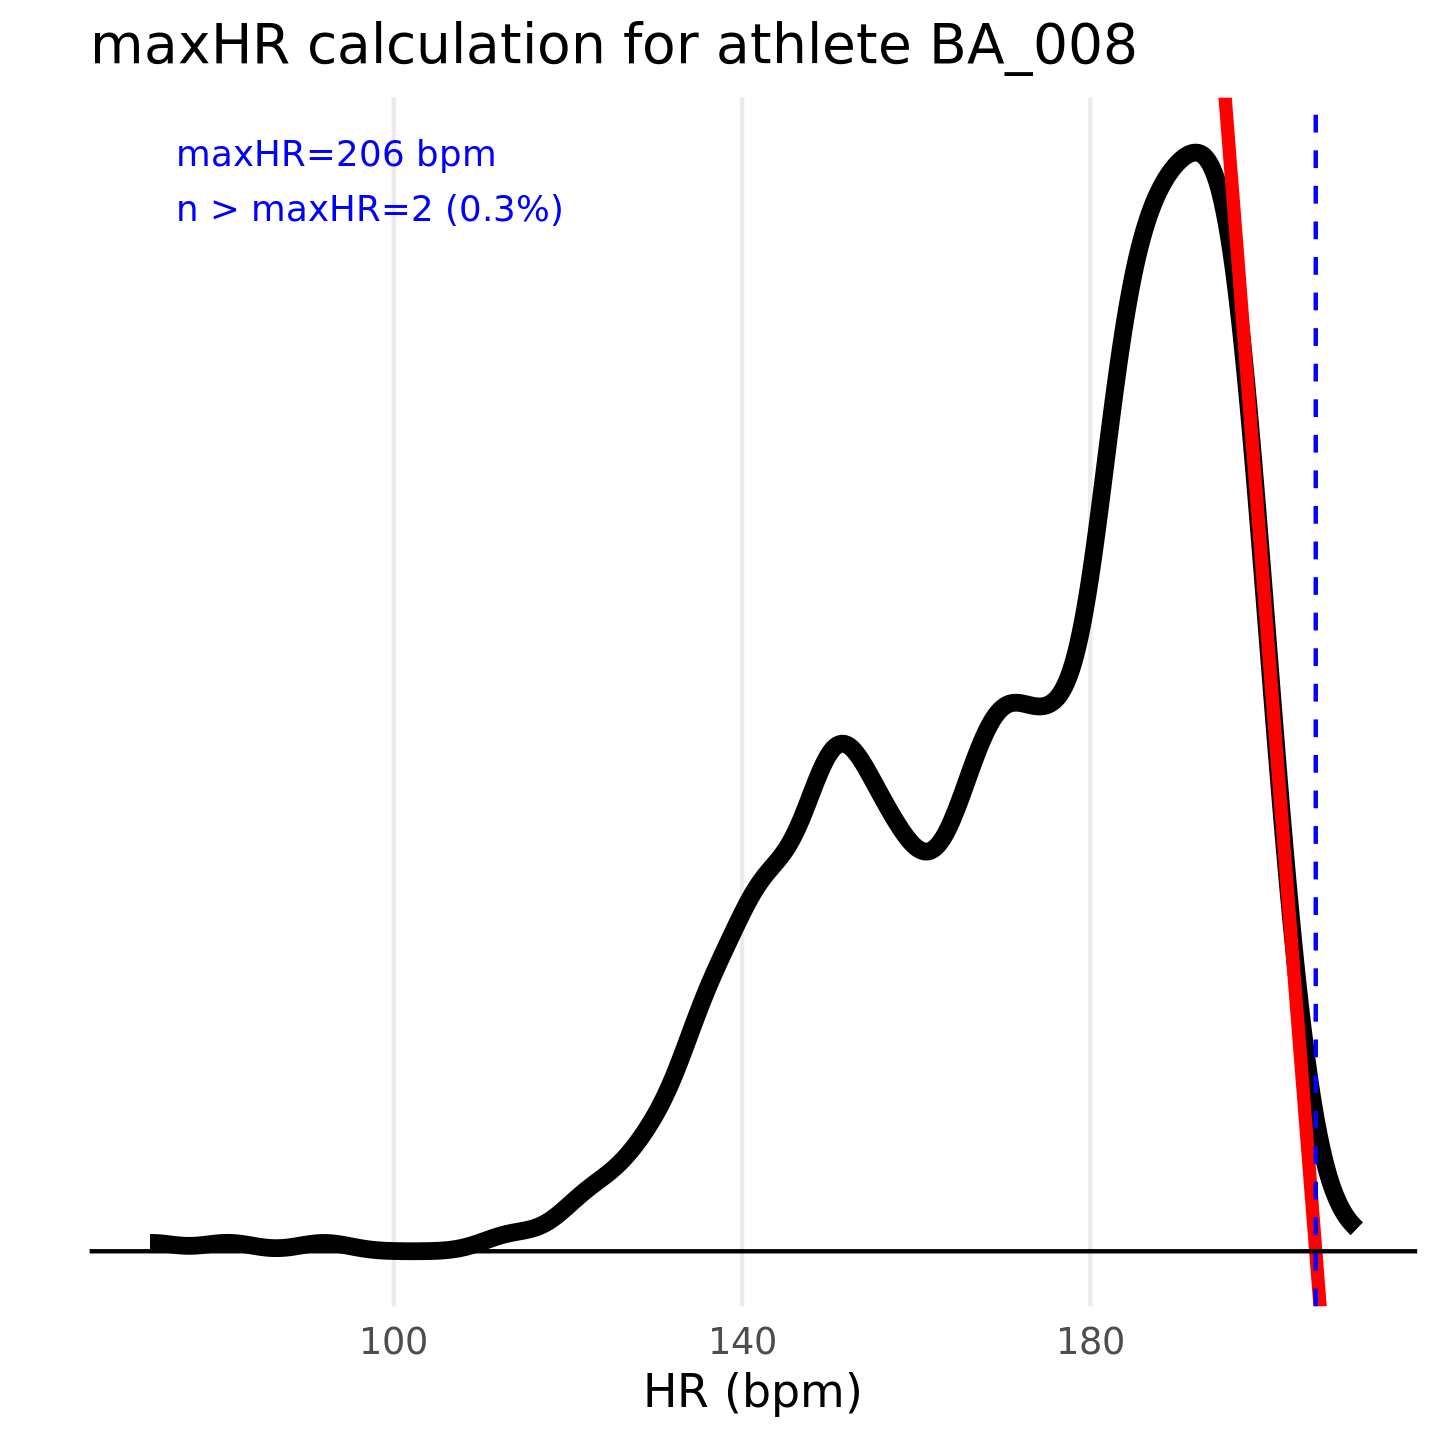 maxHR calculation for athlete BA_008
maxHR=206 bpm
n > maxHR=2 (0.3%)
100 140 180
HR (bpm)